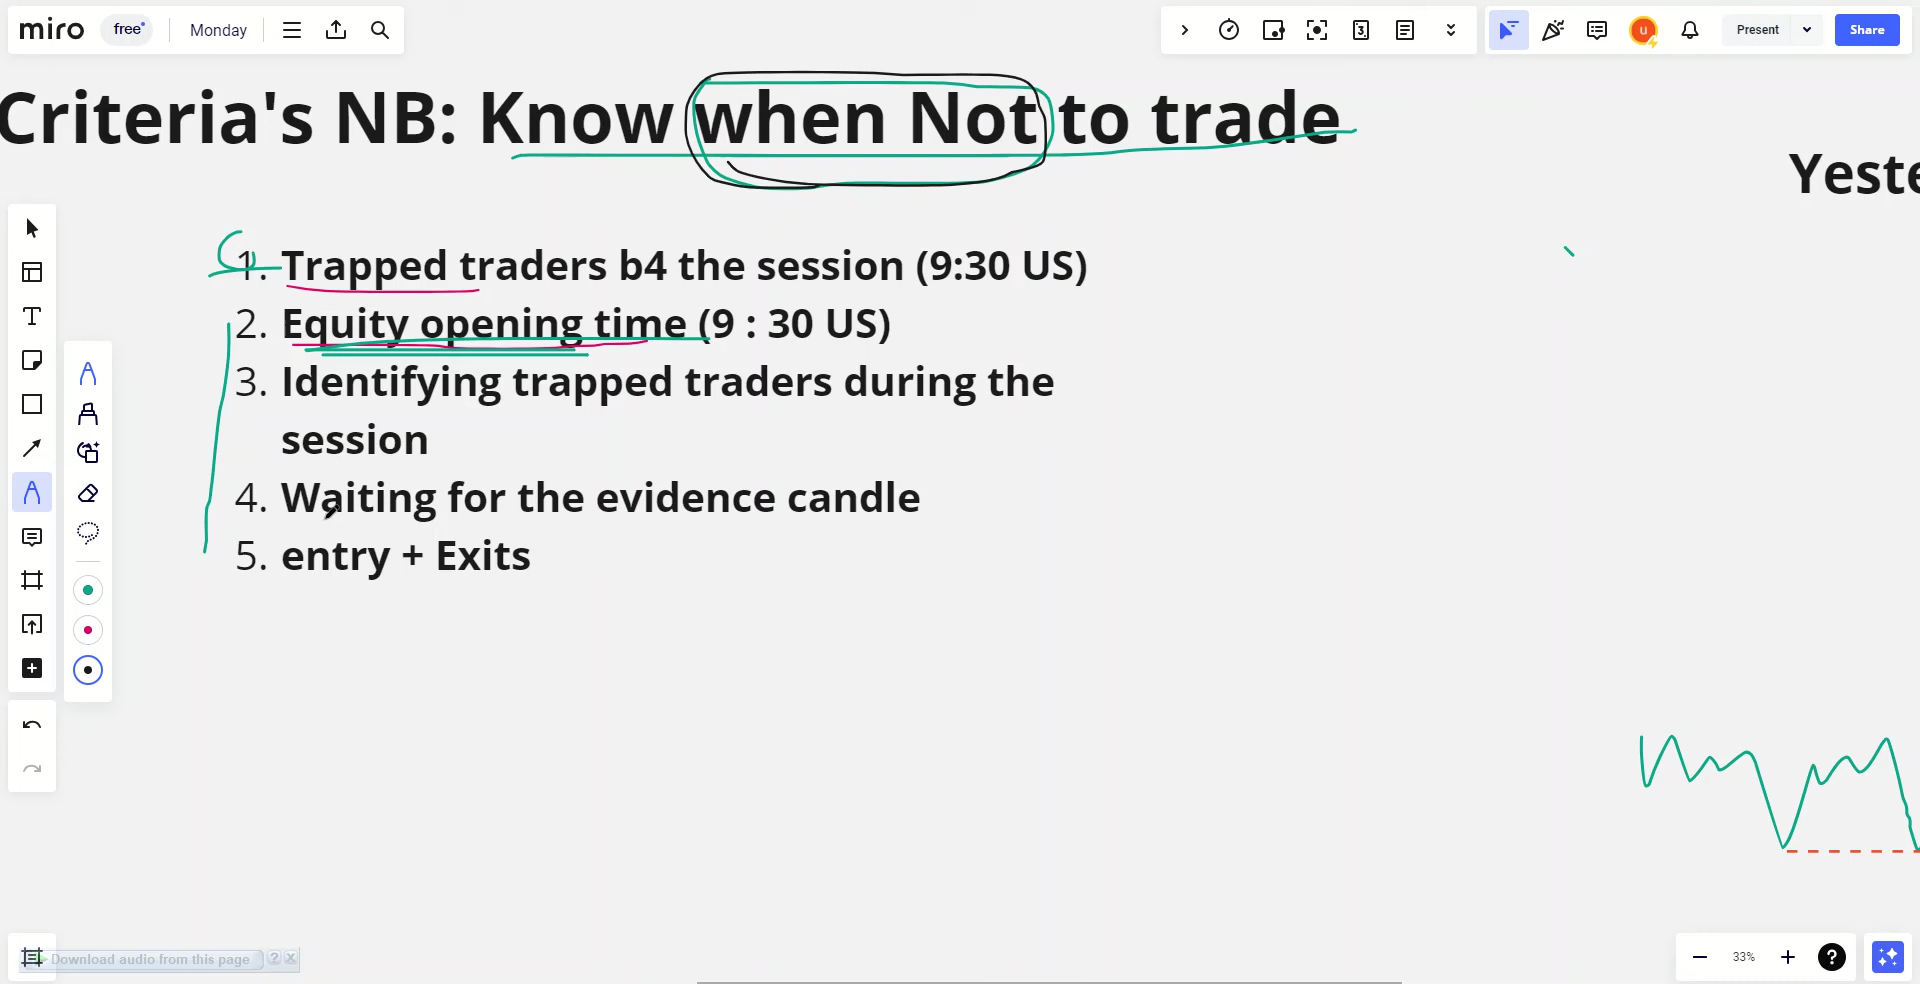 miro free Monday Present Share
Criteria's NB: Know when Not to trade
1. Trapped traders b4 the session (9:30 US)
2. Equity opening time (9 : 30 US)
3. Identifying trapped traders during the
session
4. Waiting for the evidence candle
5. entry + Exits
Download audio from this page ? x
33%